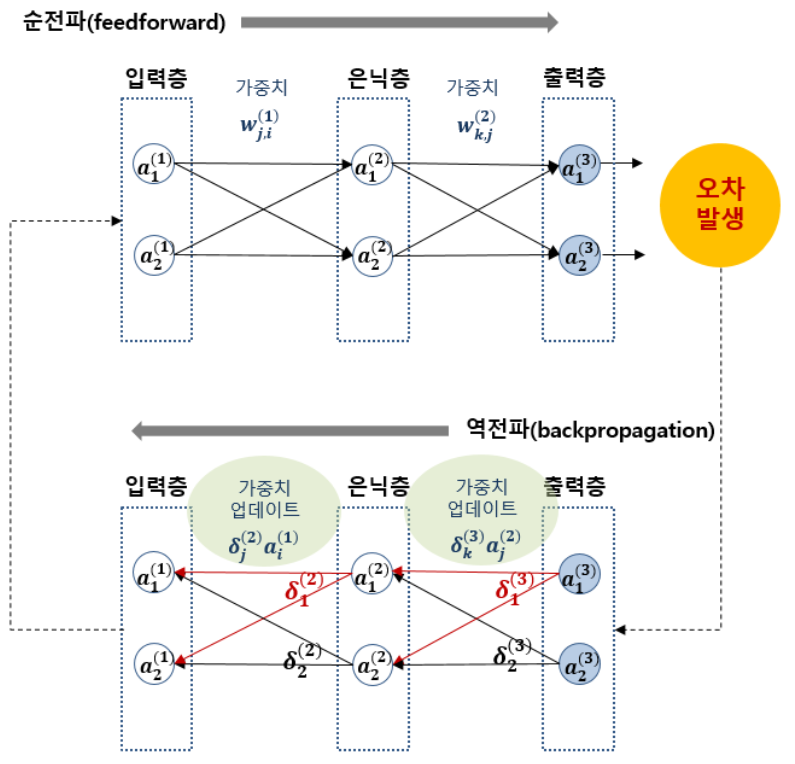 순전파(feedforward)
입력층 은닉층 출력층
가중치 가중치
w_{j,i}^{(1)} w_{k,j}^{(2)}
a_1^{(1)} a_1^{(2)} a_1^{(3)}
오차
발생
a_2^{(1)} a_2^{(2)} a_2^{(3)}
역전파(backpropagation)
입력층 은닉층 출력층
가중치 가중치
업데이트 업데이트
δ_j^{(2)}a_i^{(1)} δ_k^{(3)}a_j^{(2)}
a_1^{(1)} δ_1^{(2)} a_1^{(2)} δ_1^{(3)} a_1^{(3)}
a_2^{(1)} δ_2^{(2)} a_2^{(2)} δ_2^{(3)} a_2^{(3)}